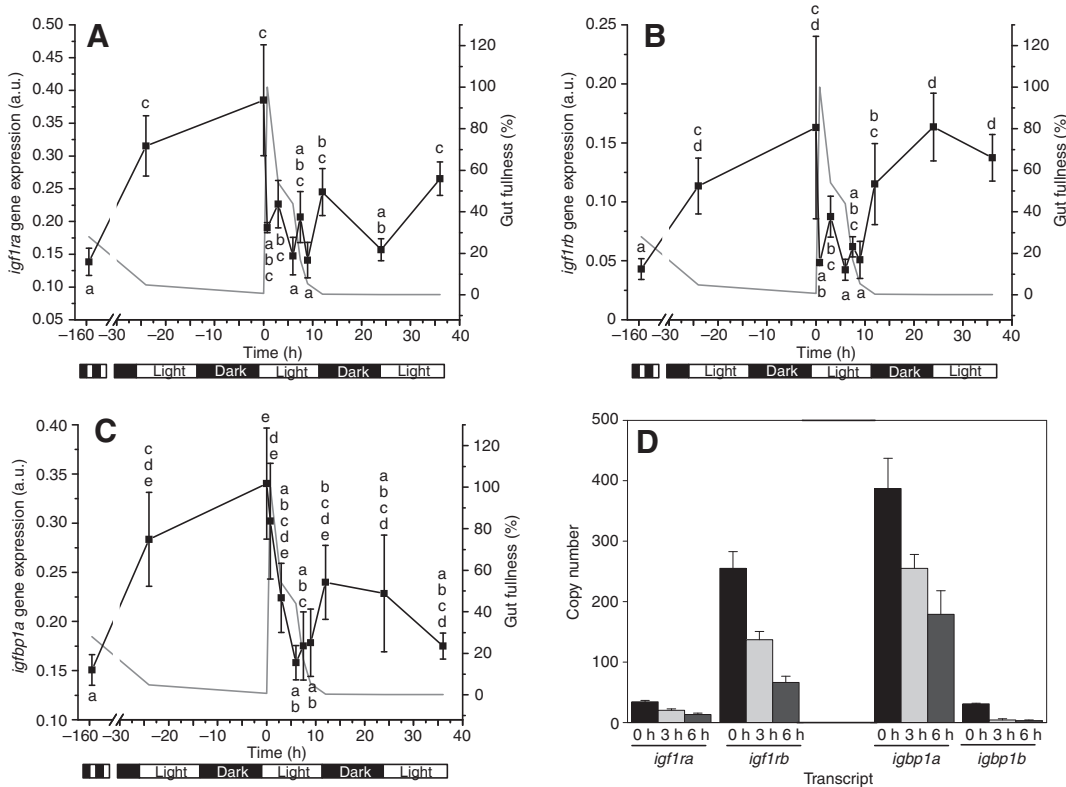 A
igf1ra gene expression (a.u.)
0.50
0.45
0.40
0.35
0.30
0.25
0.20
0.15
0.10
0.05
Gut fullness (%)
120
100
80
60
40
20
0
a
c
c
a
b
c
b
c
a
a
b
c
a
b
c
a
b
c
–160 –30 –20 –10 0 10 20 30 40
Time (h)
Light Dark Light Dark Light
B
igf1rb gene expression (a.u.)
0.25
0.20
0.15
0.10
0.05
0
Gut fullness (%)
120
100
80
60
40
20
0
a
c
d
c
d
a
b
b
c
a
a
b
c
a
b
c
d
d
–160 –30 –20 –10 0 10 20 30 40
Time (h)
Light Dark Light Dark Light
C
igfbp1a gene expression (a.u.)
0.40
0.35
0.30
0.25
0.20
0.15
0.10
Gut fullness (%)
120
100
80
60
40
20
0
a
c
d
e
e
d
e
a
b
c
d
e
a
b
a
b
c
a
b
b
c
d
e
a
b
c
d
a
b
c
d
–160 –30 –20 –10 0 10 20 30 40
Time (h)
Light Dark Light Dark Light
D
Copy number
500
400
300
200
100
0
0 h 3 h 6 h 0 h 3 h 6 h 0 h 3 h 6 h 0 h 3 h 6 h
igf1ra igf1rb igbp1a igbp1b
Transcript